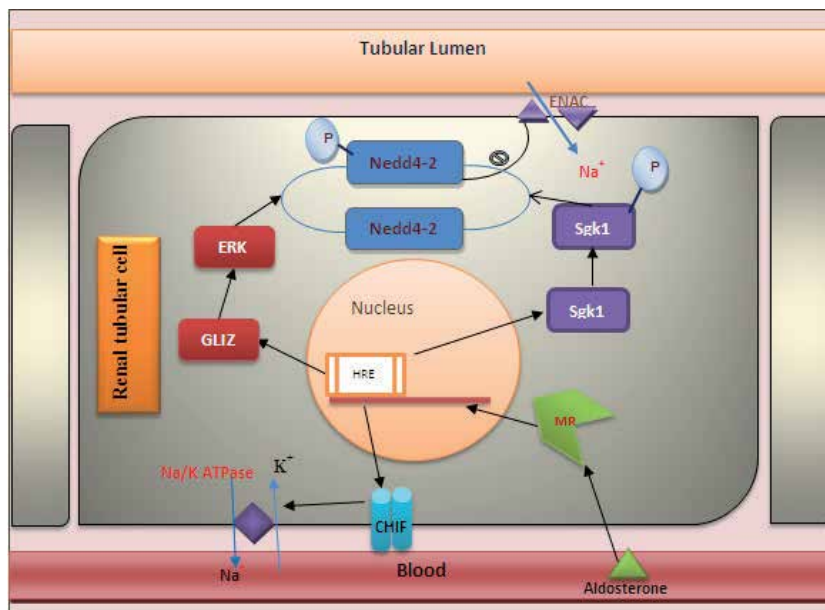 Tubular Lumen
ENAC
P
Nedd4-2
Na+
P
Nedd4-2
Sgk1
ERK
Renal tubular cell
Nucleus
Sgk1
GLIZ
HRE
MR
Na/K ATPase
K+
CHIF
Na
Blood
Aldosterone